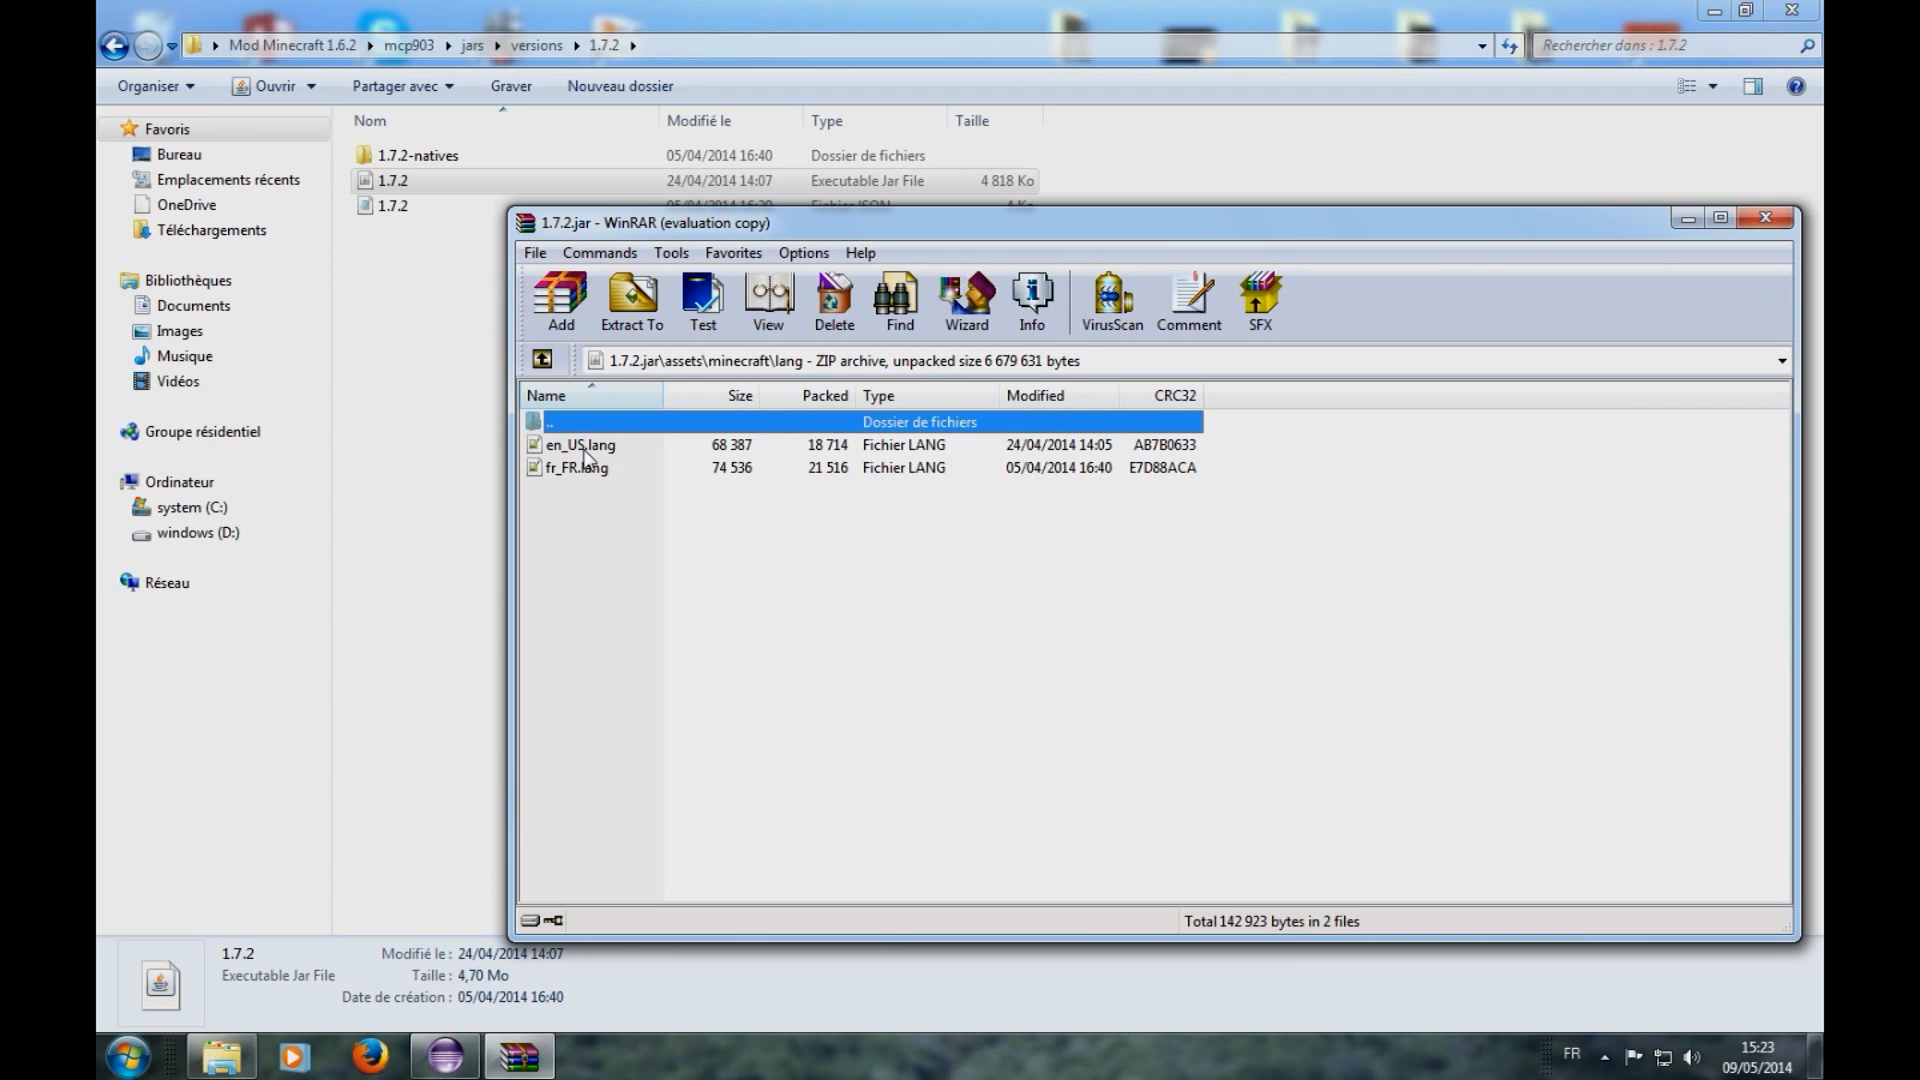 Mod Minecraft 1.6.2 mcp903 jars versions 1.7.2
Rechercher dans : 1.7.2
Organiser Ouvrir Partager avec Graver Nouveau dossier
Nom Modifié le Type Taille
Favoris
Bureau
Emplacements récents
OneDrive
Téléchargements
Bibliothèques
Documents
Images
Musique
Vidéos
Groupe résidentiel
Ordinateur
system (C:)
windows (D:)
Réseau
1.7.2-natives 05/04/2014 16:40 Dossier de fichiers
1.7.2 24/04/2014 14:07 Executable Jar File 4 818 Ko
1.7.2
1.7.2.jar - WinRAR (evaluation copy)
File Commands Tools Favorites Options Help
Add Extract To Test View Delete Find Wizard Info VirusScan Comment SFX
1.7.2.jar\assets\minecraft\lang - ZIP archive, unpacked size 6 679 631 bytes
Name Size Packed Type Modified CRC32
.. Dossier de fichiers
en_US.lang 68 387 18 714 Fichier LANG 24/04/2014 14:05 AB7B0633
fr_FR.lang 74 536 21 516 Fichier LANG 05/04/2014 16:40 E7D88ACA
Total 142 923 bytes in 2 files
1.7.2 Modifié le : 24/04/2014 14:07
Executable Jar File Taille : 4,70 Mo
Date de création : 05/04/2014 16:40
FR
15:23
09/05/2014